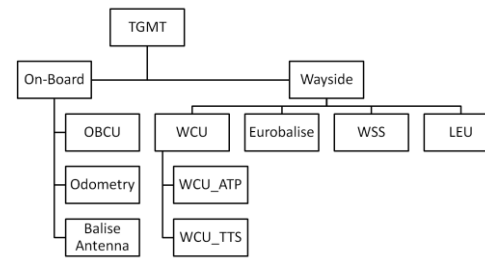 TGMT
On-Board
Wayside
OBCU
WCU
Eurobalise
WSS
LEU
Odometry
WCU_ATP
Balise
Antenna
WCU_TTS